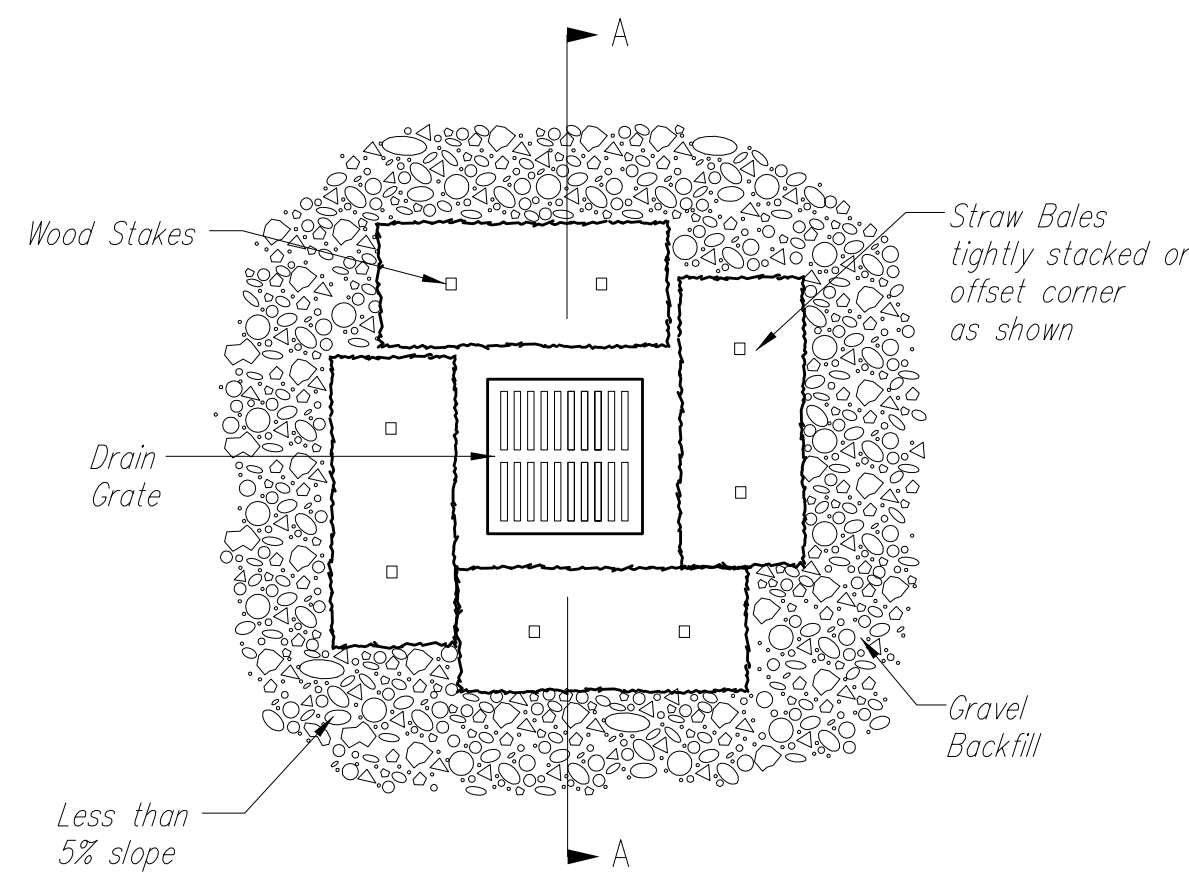 A
Wood Stakes
Straw Bales
tightly stacked or
offset corner
as shown
Drain
Grate
Gravel
Backfill
Less than
5% slope
A